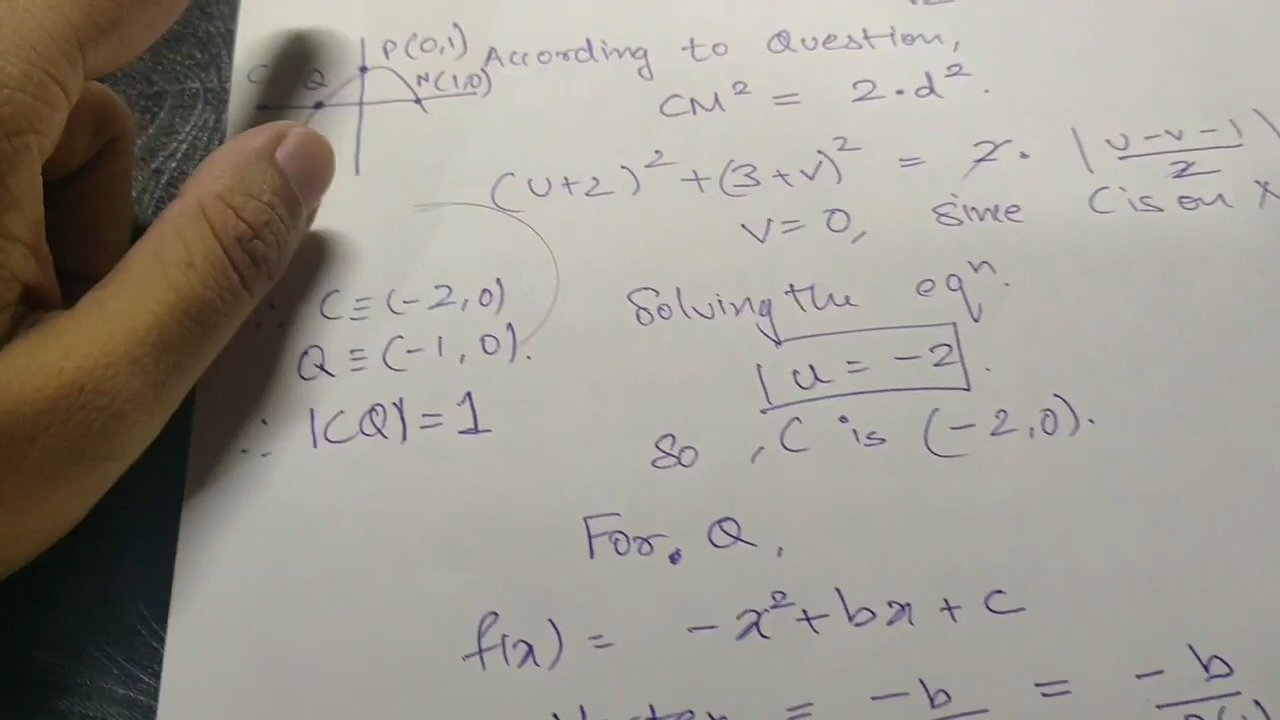 P(0,1)
Q
N(1,0)
According to Question,
CM² = 2·d².
(u+2)² + (3+v)² = 2. |u-v-1|/2
v=0, since C is on X
Solving the eqⁿ.
|u = -2|.
So, C is (-2,0).
∴ C≡(-2,0)
Q≡(-1,0).
∴ |CQ| = 1
For. Q,
f(x) = -x²+bx+c
= -b = -b